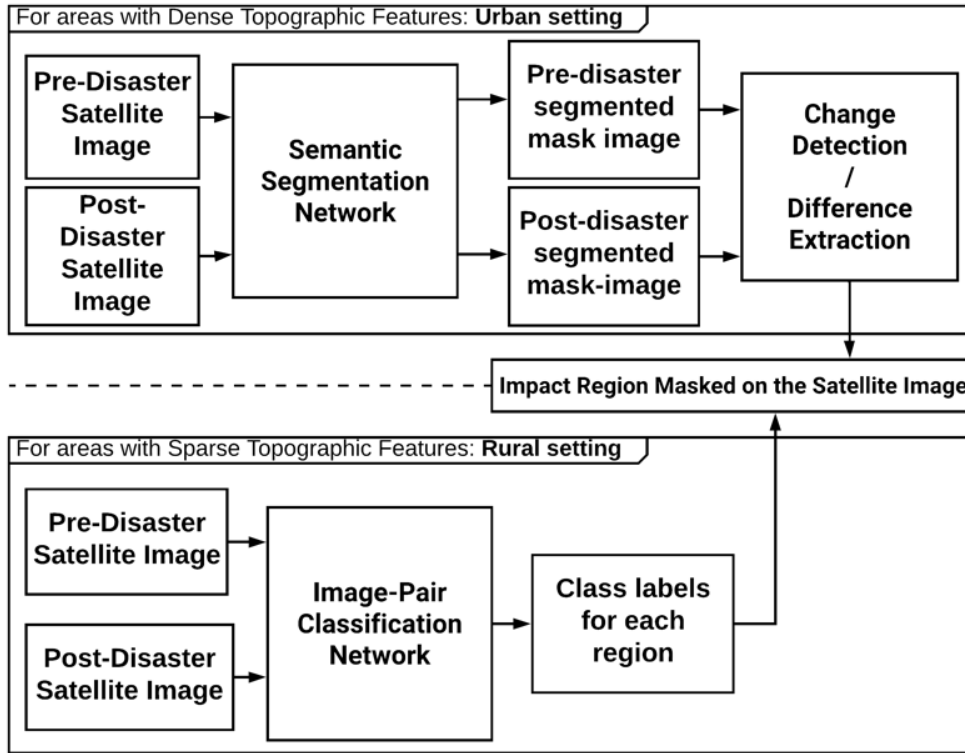 For areas with Dense Topographic Features: Urban setting
Pre-Disaster
Satellite
Image
Post-
Disaster
Satellite
Image
Semantic
Segmentation
Network
Pre-disaster
segmented
mask image
Post-disaster
segmented
mask-image
Change
Detection
/
Difference
Extraction
Impact Region Masked on the Satellite Image
For areas with Sparse Topographic Features: Rural setting
Pre-Disaster
Satellite Image
Post-Disaster
Satellite Image
Image-Pair
Classification
Network
Class labels
for each
region